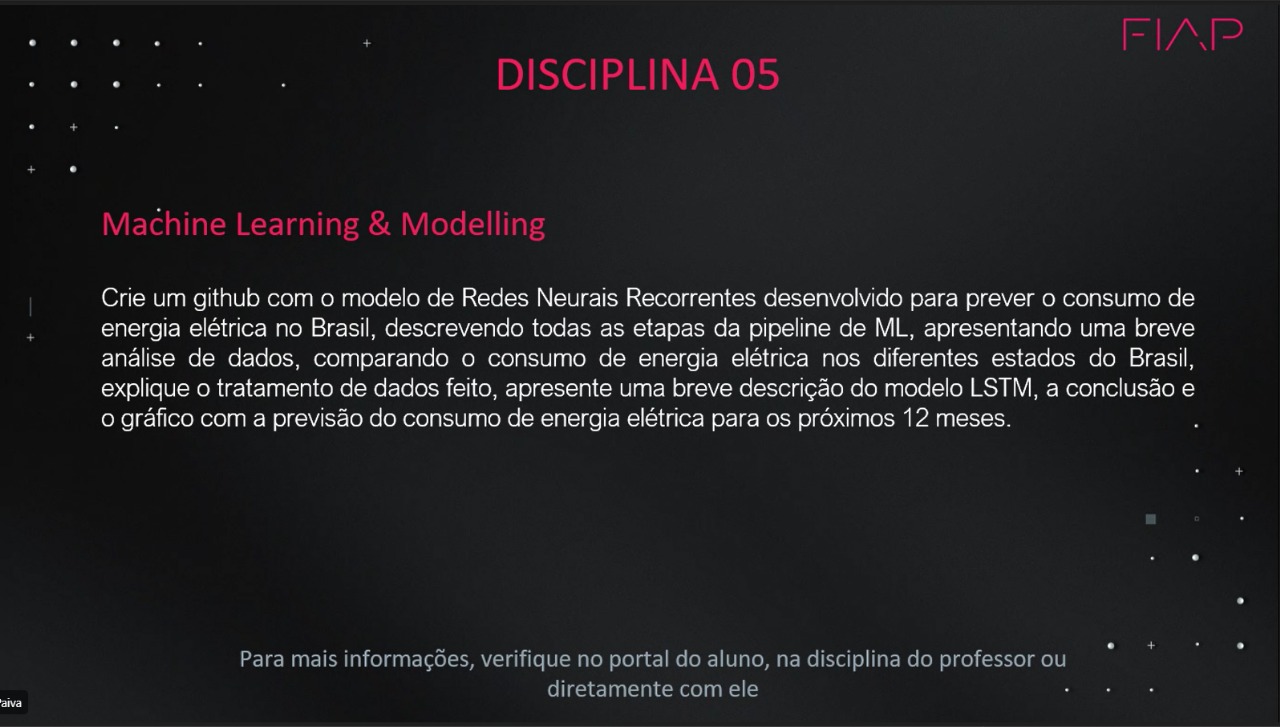 FIAP
DISCIPLINA 05
Machine Learning & Modelling
Crie um github com o modelo de Redes Neurais Recorrentes desenvolvido para prever o consumo de
energia elétrica no Brasil, descrevendo todas as etapas da pipeline de ML, apresentando uma breve
análise de dados, comparando o consumo de energia elétrica nos diferentes estados do Brasil,
explique o tratamento de dados feito, apresente uma breve descrição do modelo LSTM, a conclusão e
o gráfico com a previsão do consumo de energia elétrica para os próximos 12 meses.
Para mais informações, verifique no portal do aluno, na disciplina do professor ou
diretamente com ele